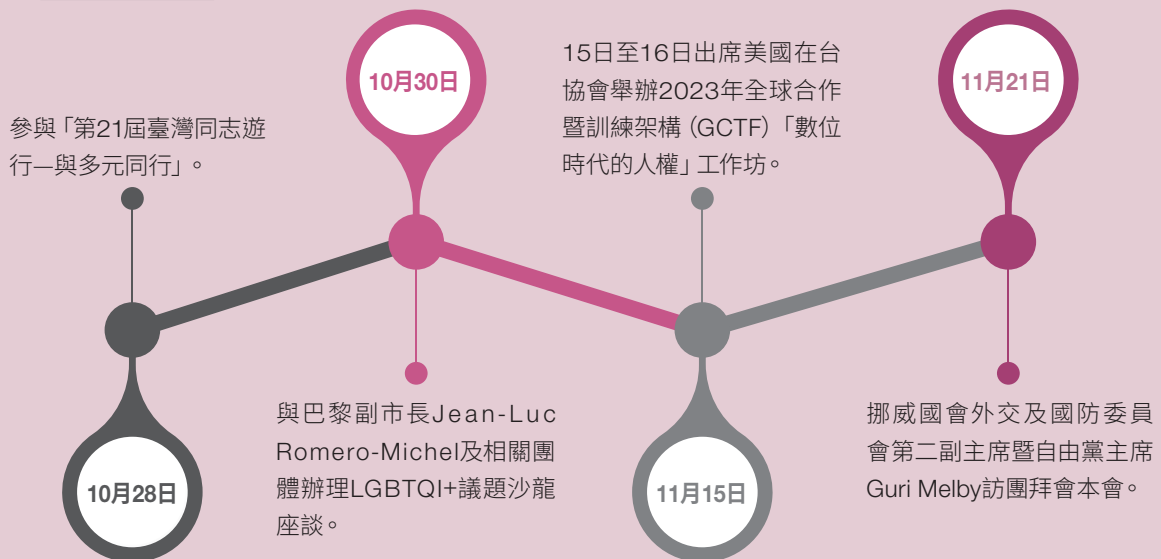 參與「第21屆臺灣同志遊
行—與多元同行」。
10月28日
10月30日
與巴黎副市長Jean-Luc
Romero-Michel及相關團
體辦理LGBTQI+議題沙龍
座談。
15日至16日出席美國在台
協會舉辦2023年全球合作
暨訓練架構（GCTF）「數位
時代的人權」工作坊。
11月15日
11月21日
挪威國會外交及國防委員
會第二副主席暨自由黨主席
Guri Melby訪團拜會本會。